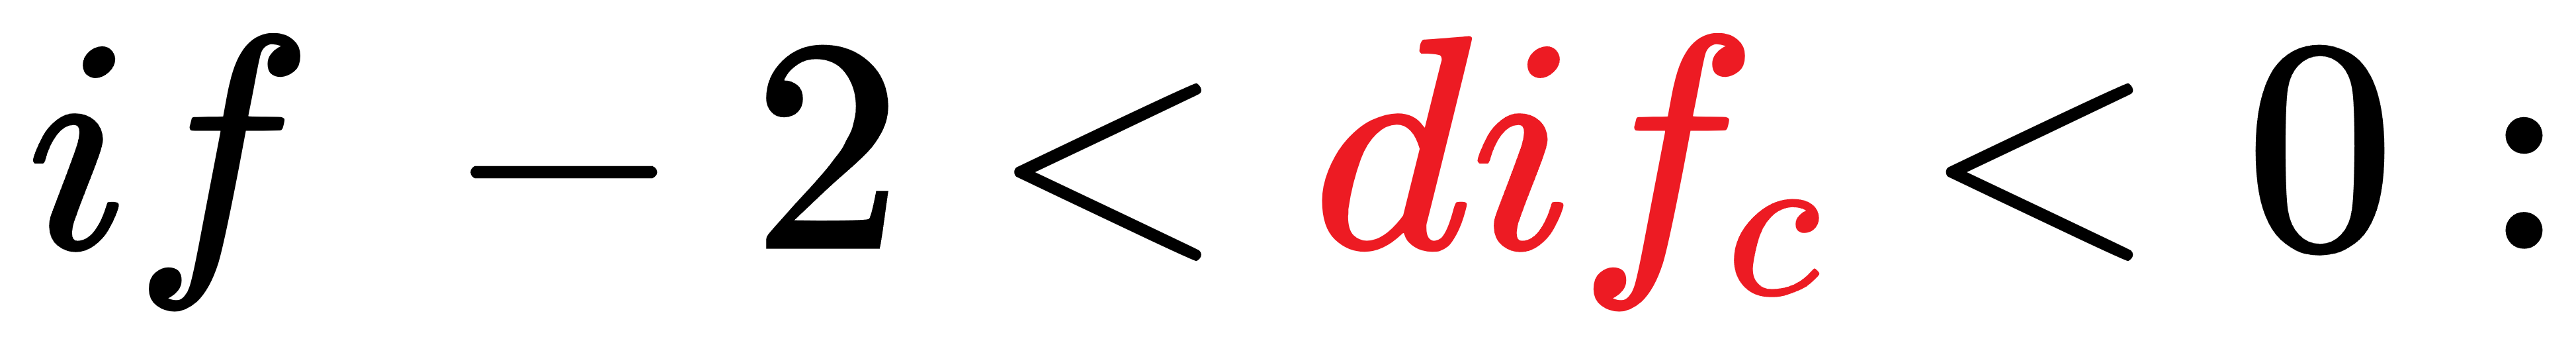 if −2 < dif_c < 0 :